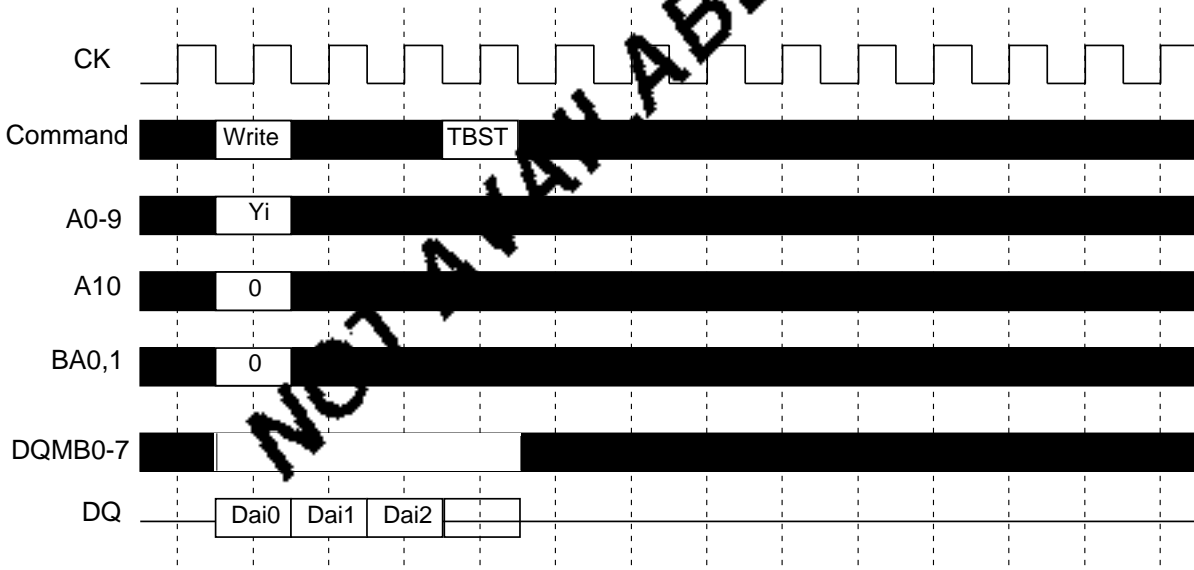 CK
Command Write TBST
A0-9 Yi
A10 0
BA0,1 0
DQMB0-7
DQ Dai0 Dai1 Dai2